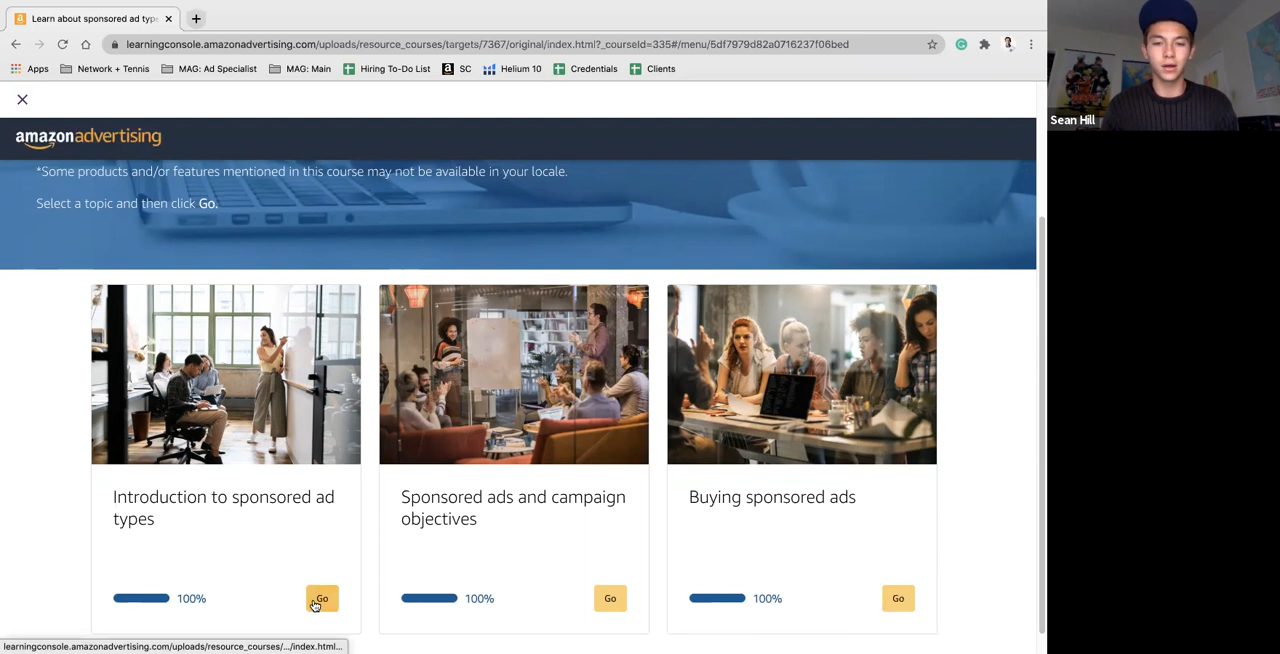 Learn about sponsored ad type
learningconsole.amazonadvertising.com/uploads/resource_courses/targets/7367/original/index.html?_courseId=335#/menu/5df7979d82a0716237f06bed
Apps Network + Tennis MAG: Ad Specialist MAG: Main Hiring To-Do List SC Helium 10 Credentials Clients
Sean Hill
amazonadvertising
*Some products and/or features mentioned in this course may not be available in your locale.
Select a topic and then click Go.
Introduction to sponsored ad
types
100%
Go
Sponsored ads and campaign
objectives
100%
Go
Buying sponsored ads
100%
Go
learningconsole.amazonadvertising.com/uploads/resource_courses/.../index.html...